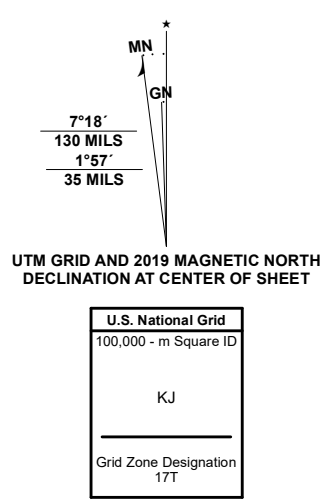 ★
MN
GN
7°18´
130 MILS
1°57´
35 MILS
UTM GRID AND 2019 MAGNETIC NORTH
DECLINATION AT CENTER OF SHEET
U.S. National Grid
100,000 - m Square ID
KJ
Grid Zone Designation
17T